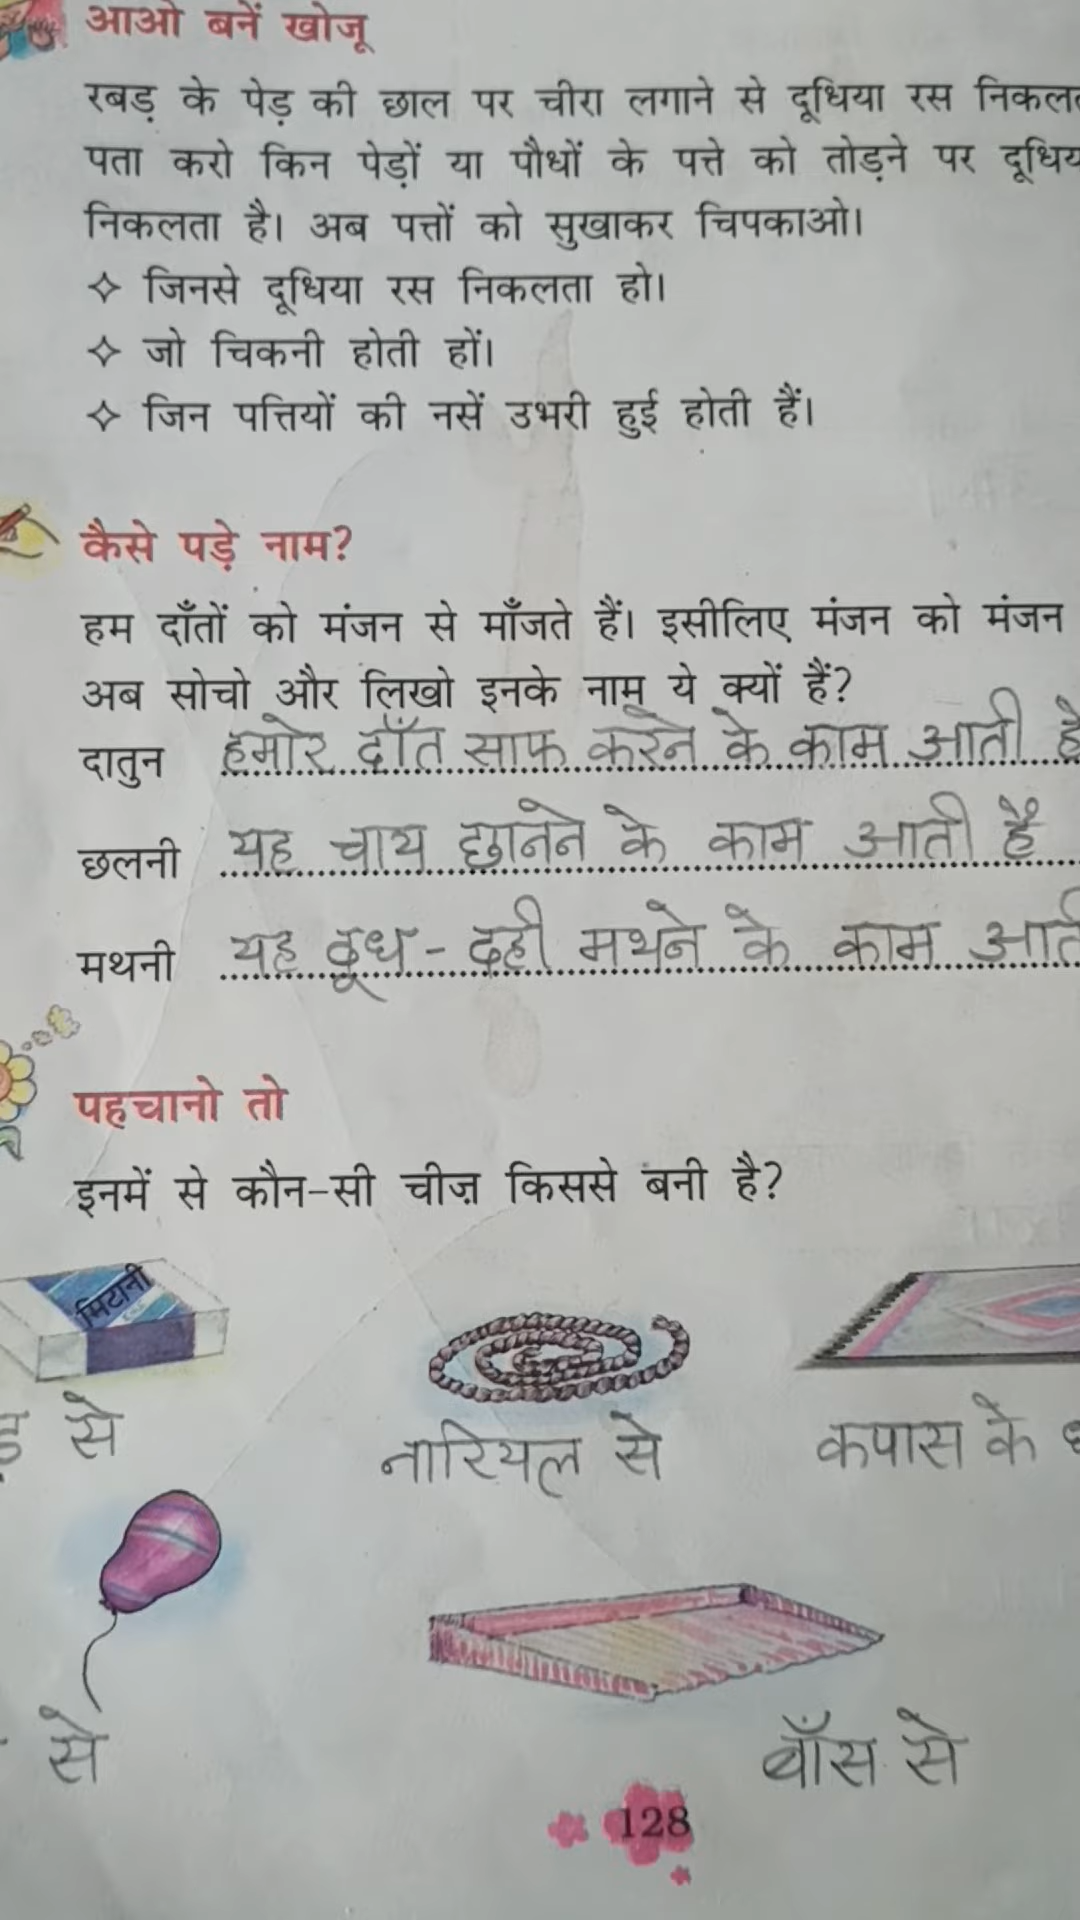 आओ बनें खोजू
रबड़ के पेड़ की छाल पर चीरा लगाने से दूधिया रस
पता करो किन पेड़ों या पौधों के पत्ते को तोड़ने पर
निकलता है। अब पत्तों को सुखाकर चिपकाओ।
✧ जिनसे दूधिया रस निकलता हो।
✧ जो चिकनी होती हों।
✧ जिन पत्तियों की नसें उभरी हुई होती हैं।
कैसे पड़े नाम?
हम दाँतों को मंजन से माँजते हैं। इसीलिए मंजन को मंजन
अब सोचो और लिखो इनके नाम ये क्यों हैं?
दातुन हमारे दाँत साफ करने के काम आती है
छलनी यह चाय छानने के काम आती है
मथनी यह दूध-दही मथने के काम
पहचानो तो
इनमें से कौन-सी चीज़ किससे बनी है?
मिटानी
से नारियल से कपास के
से बाँस से
128